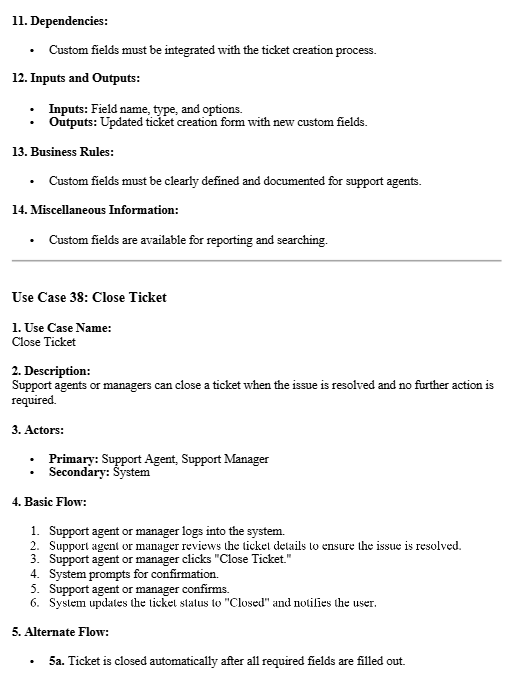 11. Dependencies:
• Custom fields must be integrated with the ticket creation process.
12. Inputs and Outputs:
• Inputs: Field name, type, and options.
• Outputs: Updated ticket creation form with new custom fields.
13. Business Rules:
• Custom fields must be clearly defined and documented for support agents.
14. Miscellaneous Information:
• Custom fields are available for reporting and searching.
Use Case 38: Close Ticket
1. Use Case Name:
Close Ticket
2. Description:
Support agents or managers can close a ticket when the issue is resolved and no further action is
required.
3. Actors:
• Primary: Support Agent, Support Manager
• Secondary: System
4. Basic Flow:
1. Support agent or manager logs into the system.
2. Support agent or manager reviews the ticket details to ensure the issue is resolved.
3. Support agent or manager clicks "Close Ticket."
4. System prompts for confirmation.
5. Support agent or manager confirms.
6. System updates the ticket status to "Closed" and notifies the user.
5. Alternate Flow:
• 5a. Ticket is closed automatically after all required fields are filled out.